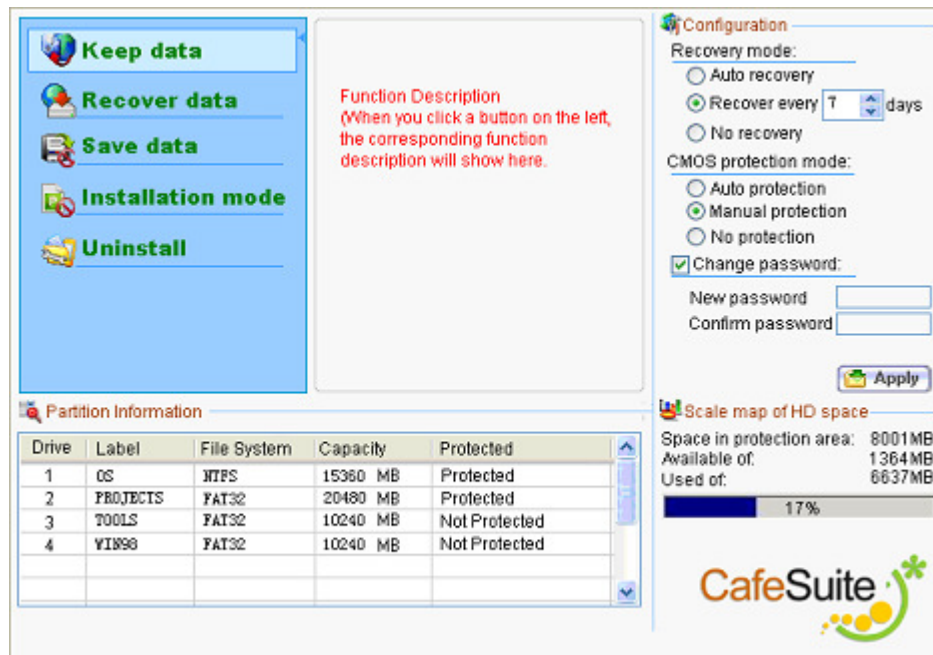 Keep data
Recover data
Save data
Installation mode
Uninstall
Function Description
(When you click a button on the left,
the corresponding function
description will show here.
Configuration
Recovery mode:
Auto recovery
Recover every 7 days
No recovery
CMOS protection mode:
Auto protection
Manual protection
No protection
Change password:
New password
Confirm password
Apply
Partition Information
Drive Label File System Capacity Protected
1 OS NTFS 15360 MB Protected
2 PROJECTS FAT32 20480 MB Protected
3 TOOLS FAT32 10240 MB Not Protected
4 WIN98 FAT32 10240 MB Not Protected
Scale map of HD space
Space in protection area: 8001MB
Available of: 1364MB
Used of: 6637MB
17%
CafeSuite